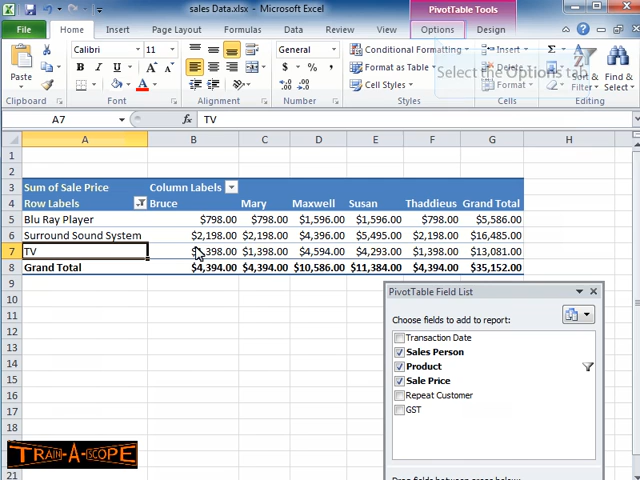 sales Data.xlsx - Microsoft Excel
PivotTable Tools
File Home Insert Page Layout Formulas Data Review View Options Design
Calibri 11 General Insert
Paste Format as Table Delete
Select the Options tab
Cell Styles Format Sort & Find &
Clipboard Font Alignment Number Styles Cells Editing
A7 fx TV
A B C D E F G H
1
2
3 Sum of Sale Price Column Labels
4 Row Labels Bruce Mary Maxwell Susan Thaddieus Grand Total
5 Blu Ray Player $798.00 $798.00 $1,596.00 $1,596.00 $798.00 $5,586.00
6 Surround Sound System $2,198.00 $2,198.00 $4,396.00 $5,495.00 $2,198.00 $16,485.00
7 TV $1,398.00 $1,398.00 $4,594.00 $4,293.00 $1,398.00 $13,081.00
8 Grand Total $4,394.00 $4,394.00 $10,586.00 $11,384.00 $4,394.00 $35,152.00
9
10
11
12
13
14
15
16
17
18
19
21
PivotTable Field List
Choose fields to add to report:
Transaction Date
Sales Person
Product
Sale Price
Repeat Customer
GST
TRAIN-A-SCOPE